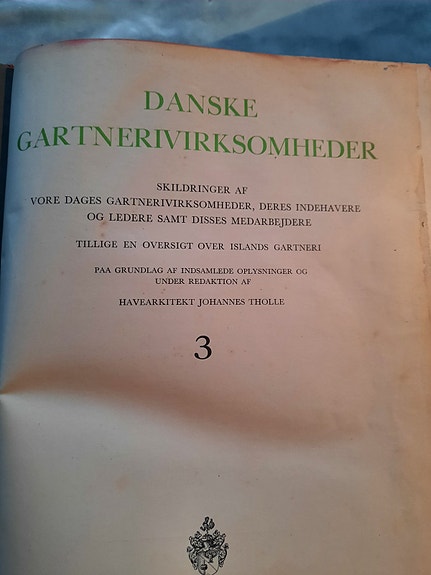 DANSKE
GARTNERIVIRKSOMHEDER
SKILDRINGER AF
VORE DAGES GARTNERIVIRKSOMHEDER, DERES INDEHAVERE
OG LEDERE SAMT DISSES MEDARBEJDERE
TILLIGE EN OVERSIGT OVER ISLANDS GARTNERI
PAA GRUNDLAG AF INDSAMLEDE OPLYSNINGER OG
UNDER REDAKTION AF
HAVEARKITEKT JOHANNES THOLLE
3